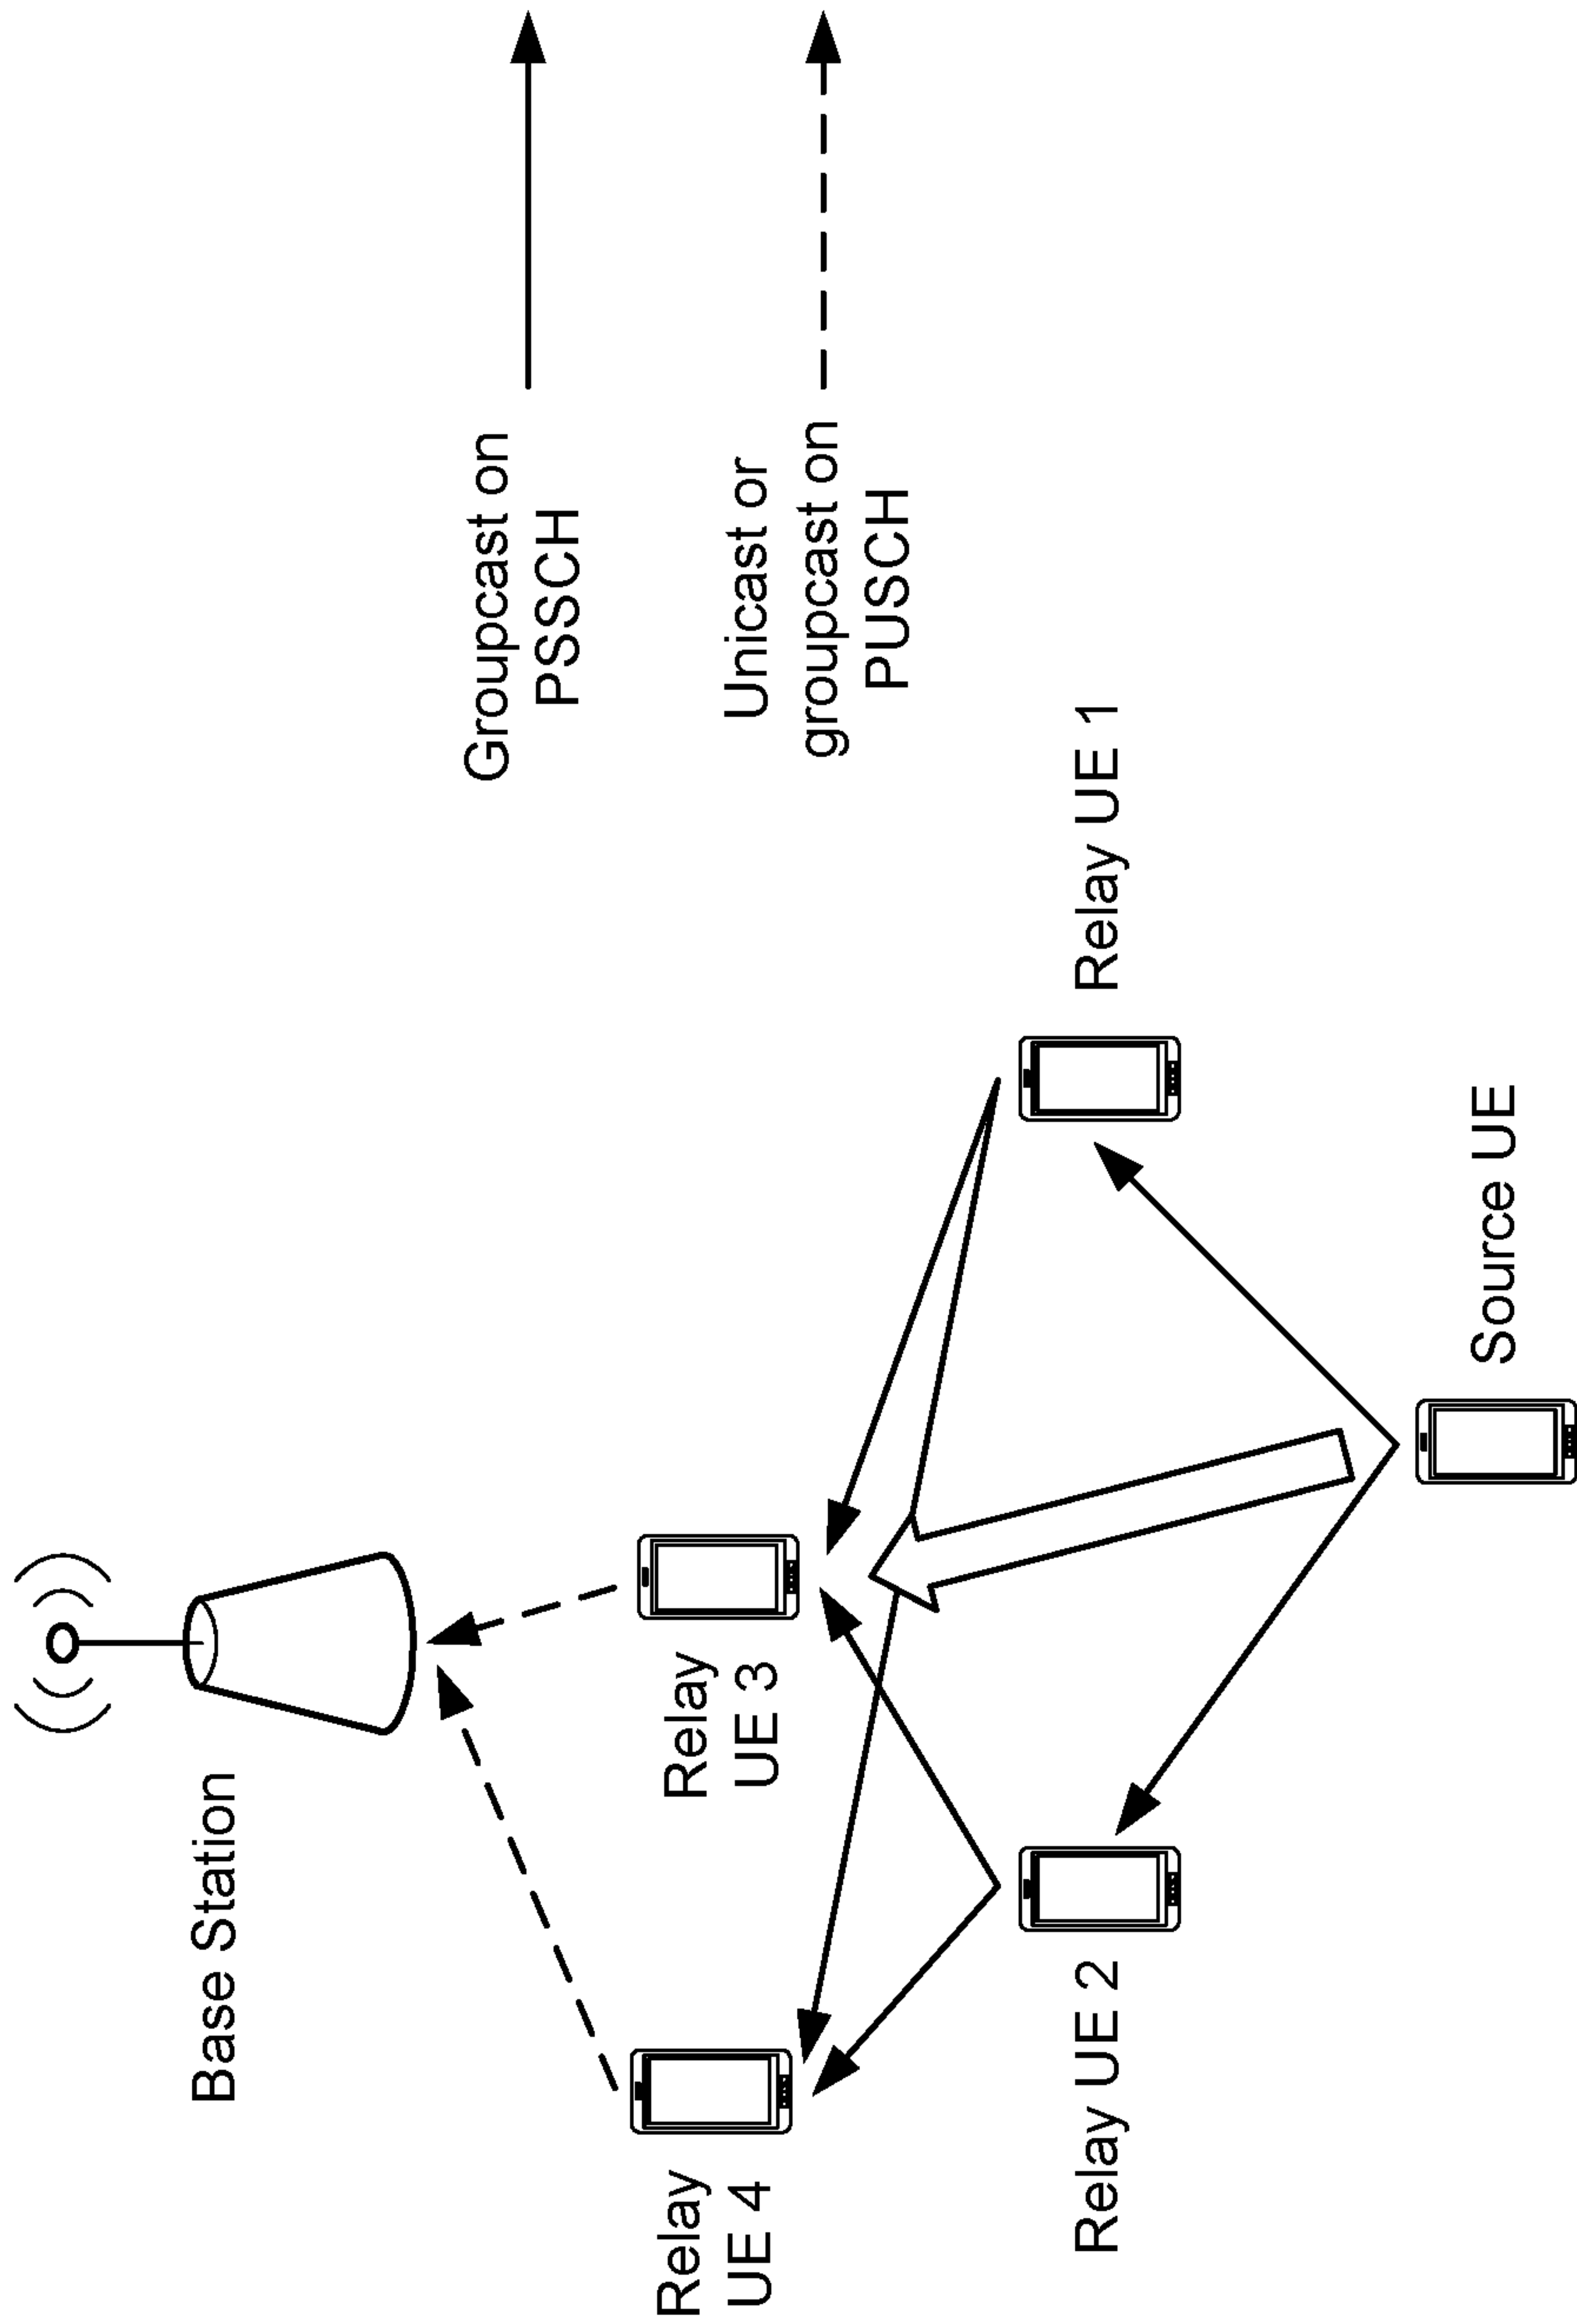 Groupcast on
PSSCH
Unicast or
groupcast on
PUSCH
Base Station
Relay
UE 3
Relay
UE 4
Relay UE 1
Relay UE 2
Source UE